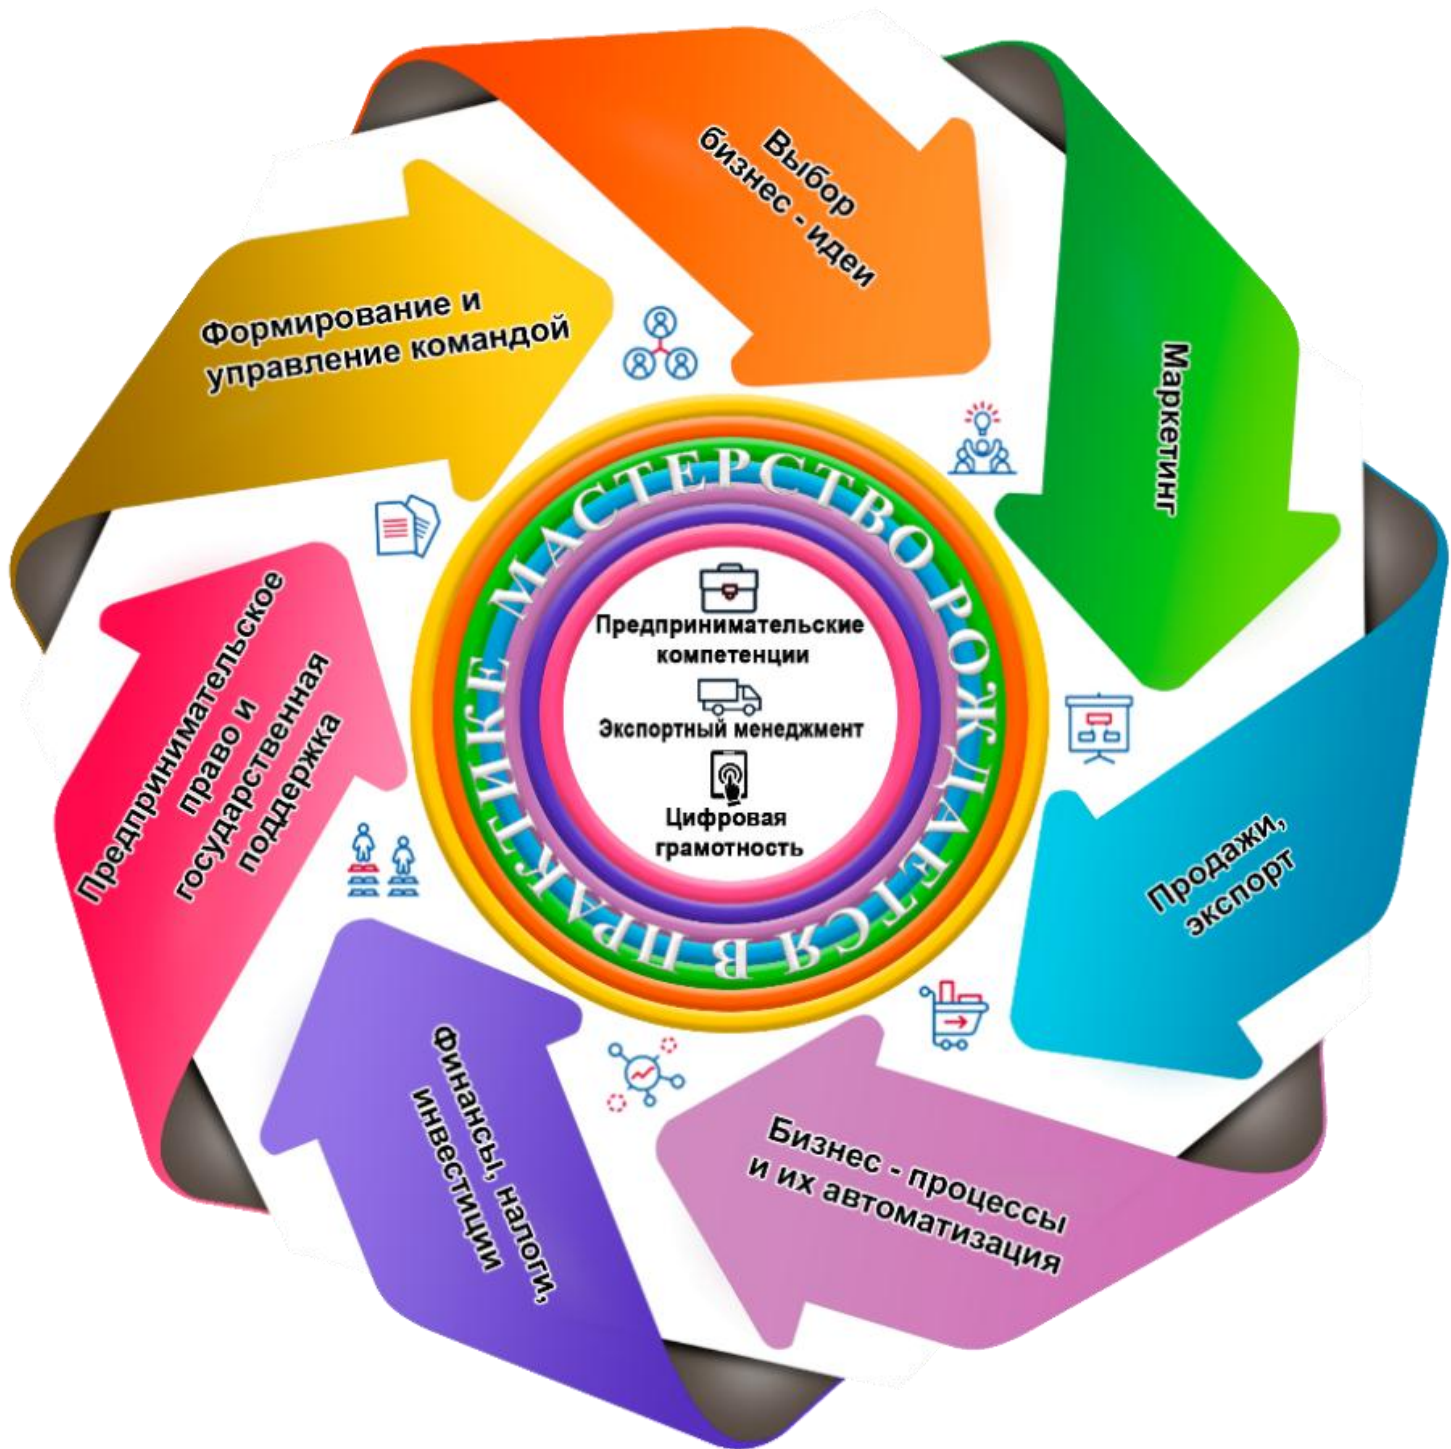 Выбор
бизнес - идеи
Маркетинг
Продажи,
экспорт
Бизнес - процессы
и их автоматизация
Финансы, налоги,
инвестиции
Предпринимательское
право и
государственная
поддержка
Формирование и
управление командой
МАСТЕРСТВО РОЖДАЕТСЯ В ПРАКТИКЕ
Предпринимательские
компетенции
Экспортный менеджмент
Цифровая
грамотность